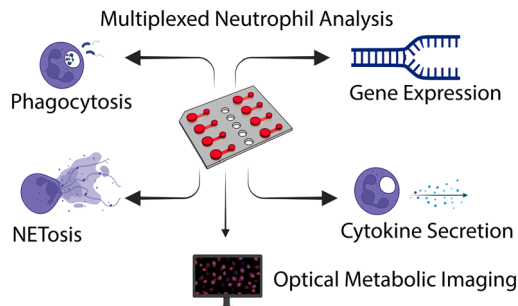 Multiplexed Neutrophil Analysis
Phagocytosis
Gene Expression
NETosis
Cytokine Secretion
Optical Metabolic Imaging